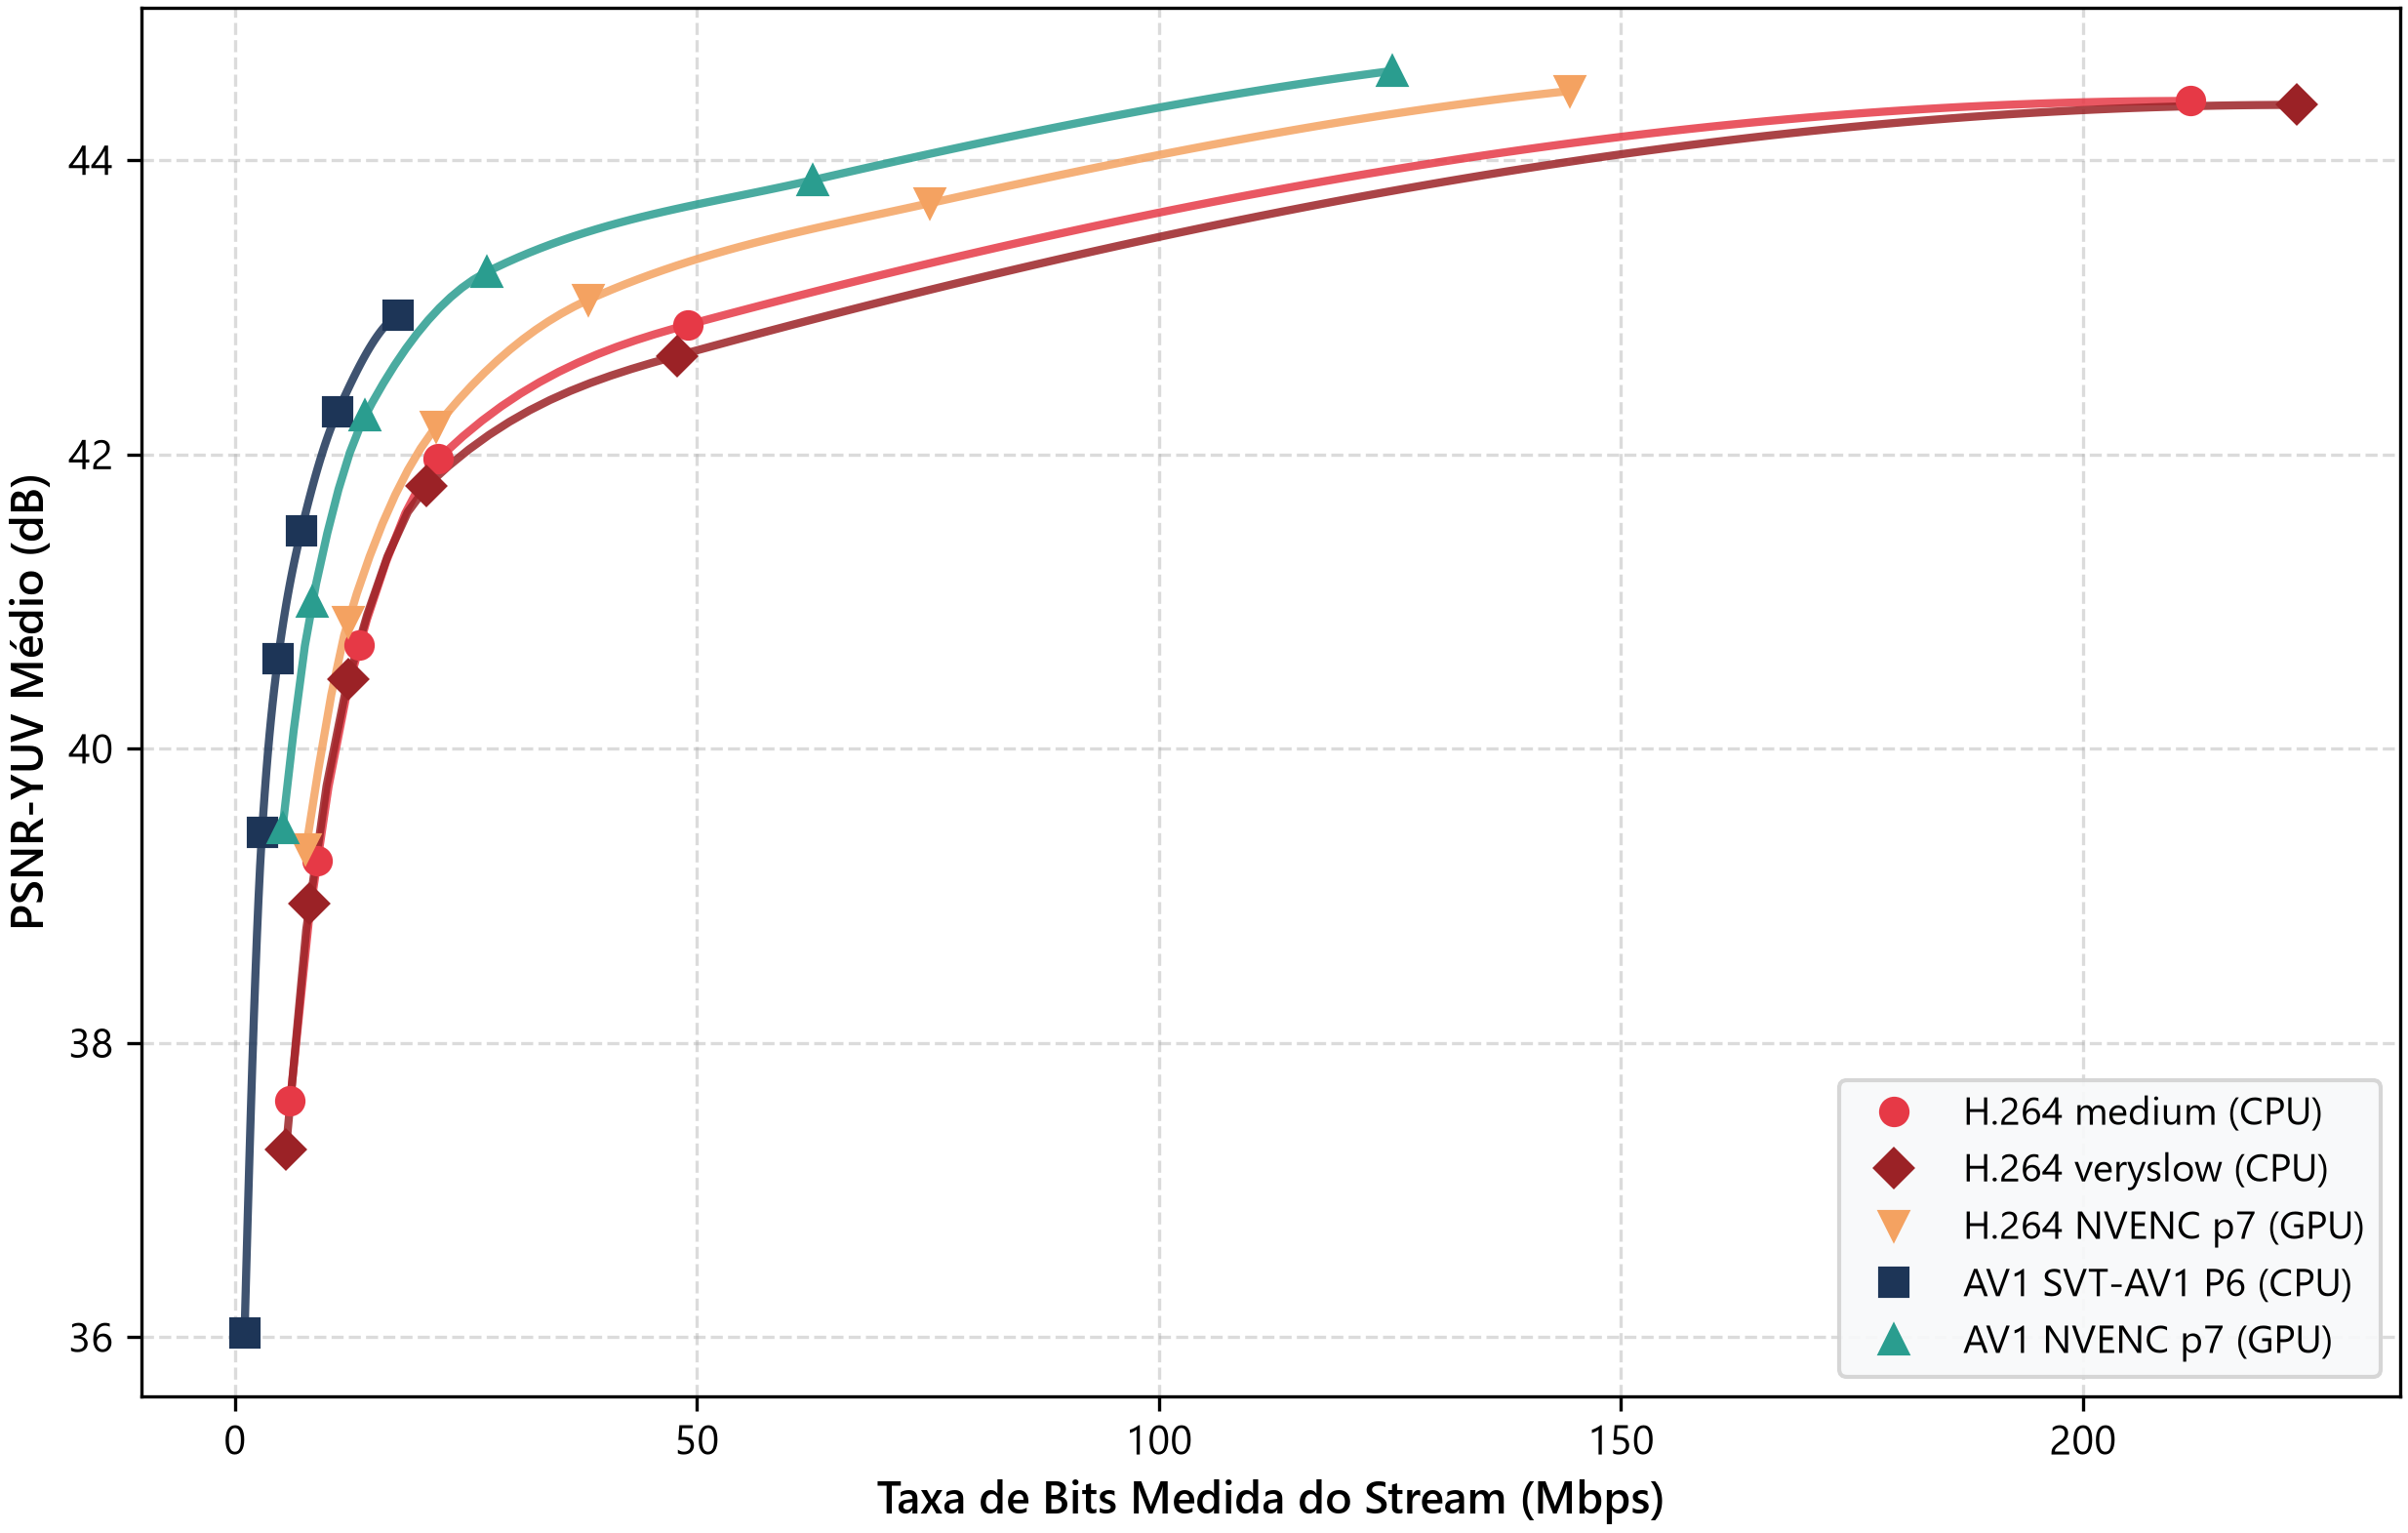 PSNR-YUV Médio (dB)
44
42
40
38
36
0 50 100 150 200
Taxa de Bits Medida do Stream (Mbps)
H.264 medium (CPU)
H.264 veryslow (CPU)
H.264 NVENC p7 (GPU)
AV1 SVT-AV1 P6 (CPU)
AV1 NVENC p7 (GPU)